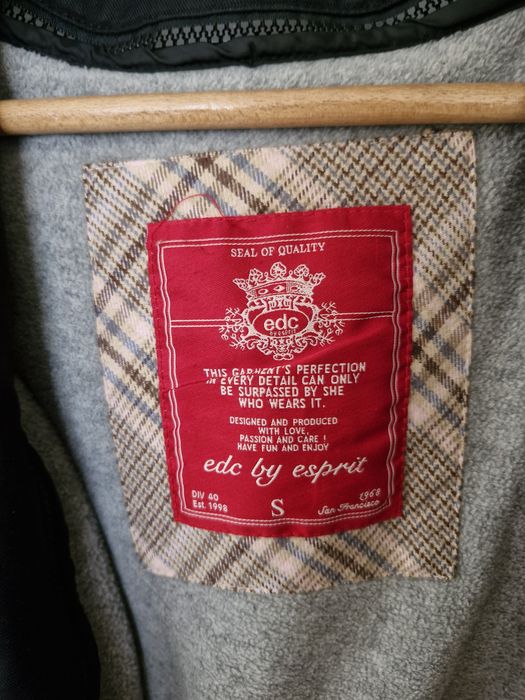 SEAL OF QUALITY
edc
BY ESPRIT
THIS GARMENT'S PERFECTION
IN EVERY DETAIL CAN ONLY
BE SURPASSED BY SHE
WHO WEARS IT.
DESIGNED AND PRODUCED
WITH LOVE,
PASSION AND CARE !
HAVE FUN AND ENJOY
edc by esprit
DIV 40
Est. 1998
S
1968
San Francisco